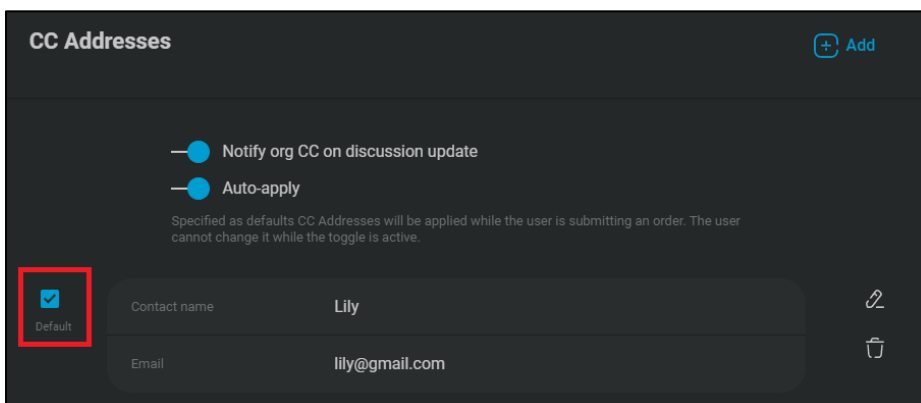 CC Addresses
Add
Notify org CC on discussion update
Auto-apply
Specified as defaults CC Addresses will be applied while the user is submitting an order. The user
cannot change it while the toggle is active.
Default
Contact name Lily
Email lily@gmail.com